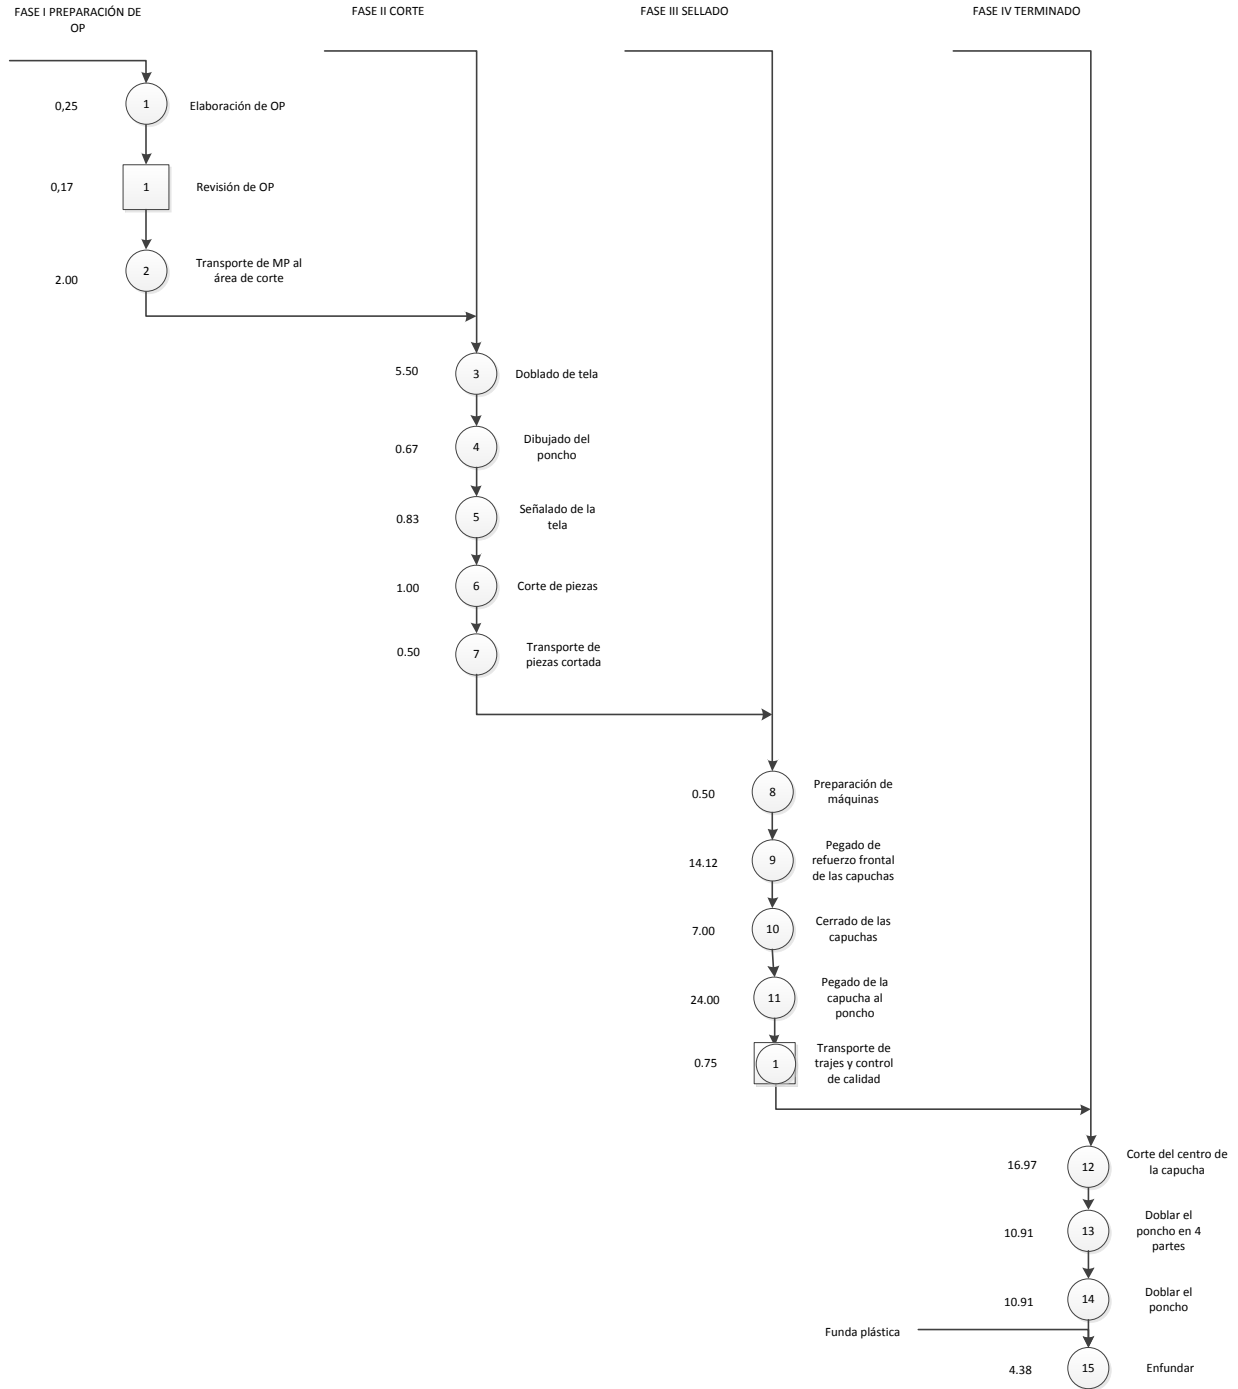 FASE I PREPARACIÓN DE
OP
FASE II CORTE
FASE III SELLADO
FASE IV TERMINADO
0,25
1
Elaboración de OP
0,17
1
Revisión de OP
2.00
2
Transporte de MP al
área de corte
5.50
3
Doblado de tela
0.67
4
Dibujado del
poncho
0.83
5
Señalado de la
tela
1.00
6
Corte de piezas
0.50
7
Transporte de
piezas cortada
0.50
8
Preparación de
máquinas
14.12
9
Pegado de
refuerzo frontal
de las capuchas
7.00
10
Cerrado de las
capuchas
24.00
11
Pegado de la
capucha al
poncho
0.75
1
Transporte de
trajes y control
de calidad
16.97
12
Corte del centro de
la capucha
10.91
13
Doblar el
poncho en 4
partes
10.91
14
Doblar el
poncho
Funda plástica
4.38
15
Enfundar